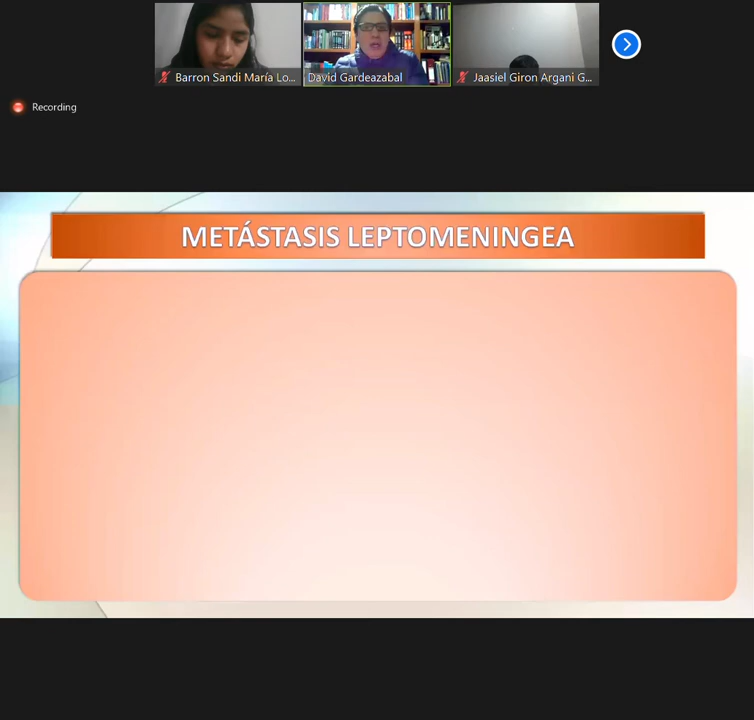 Barron Sandi María Lo...
David Gardeazabal
Jaasiel Giron Argani G...
Recording
METÁSTASIS LEPTOMENINGEA